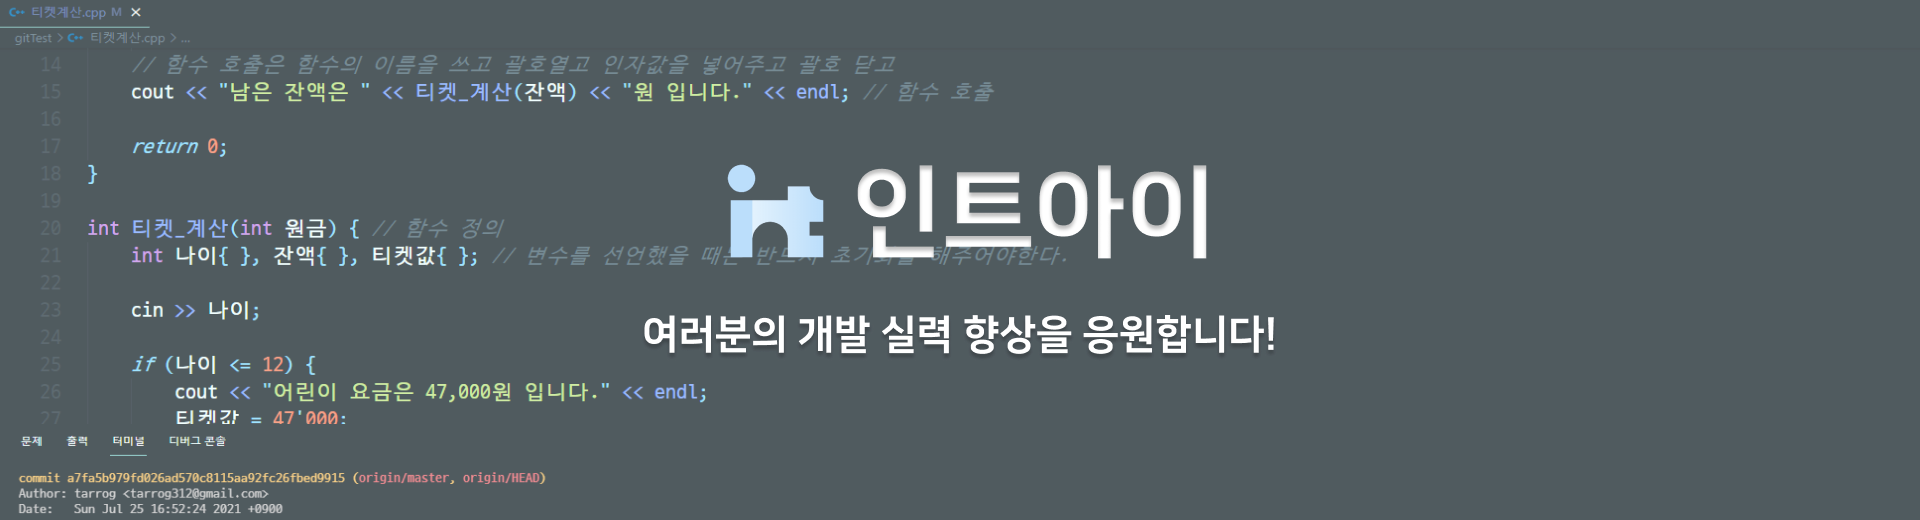 티켓계산.cpp M ×
gitTest > 티켓계산.cpp > ...
14 // 함수 호출은 함수의 이름을 쓰고 괄호열고 인자값을 넣어주고 괄호 닫고
15 cout << "남은 잔액은 " << 티켓_계산(잔액) << "원 입니다." << endl; // 함수 호출
16
17 return 0;
18 }
19
20 int 티켓_계산(int 원금) { // 함수 정의
21 int 나이{ }, 잔액{ }, 티켓값{ }; // 변수를 선언했을 때는 반드시 초기화를 해주어야한다.
22
23 cin >> 나이;
24
25 if (나이 <= 12) {
26 cout << "어린이 요금은 47,000원 입니다." << endl;
27 티켓값 = 47'000;
인트아이
여러분의 개발 실력 향상을 응원합니다!
문제 출력 터미널 디버그 콘솔
commit a7fa5b979fd026ad570c8115aa92fc26fbed9915 (origin/master, origin/HEAD)
Author: tarrog <tarrog312@gmail.com>
Date: Sun Jul 25 16:52:24 2021 +0900